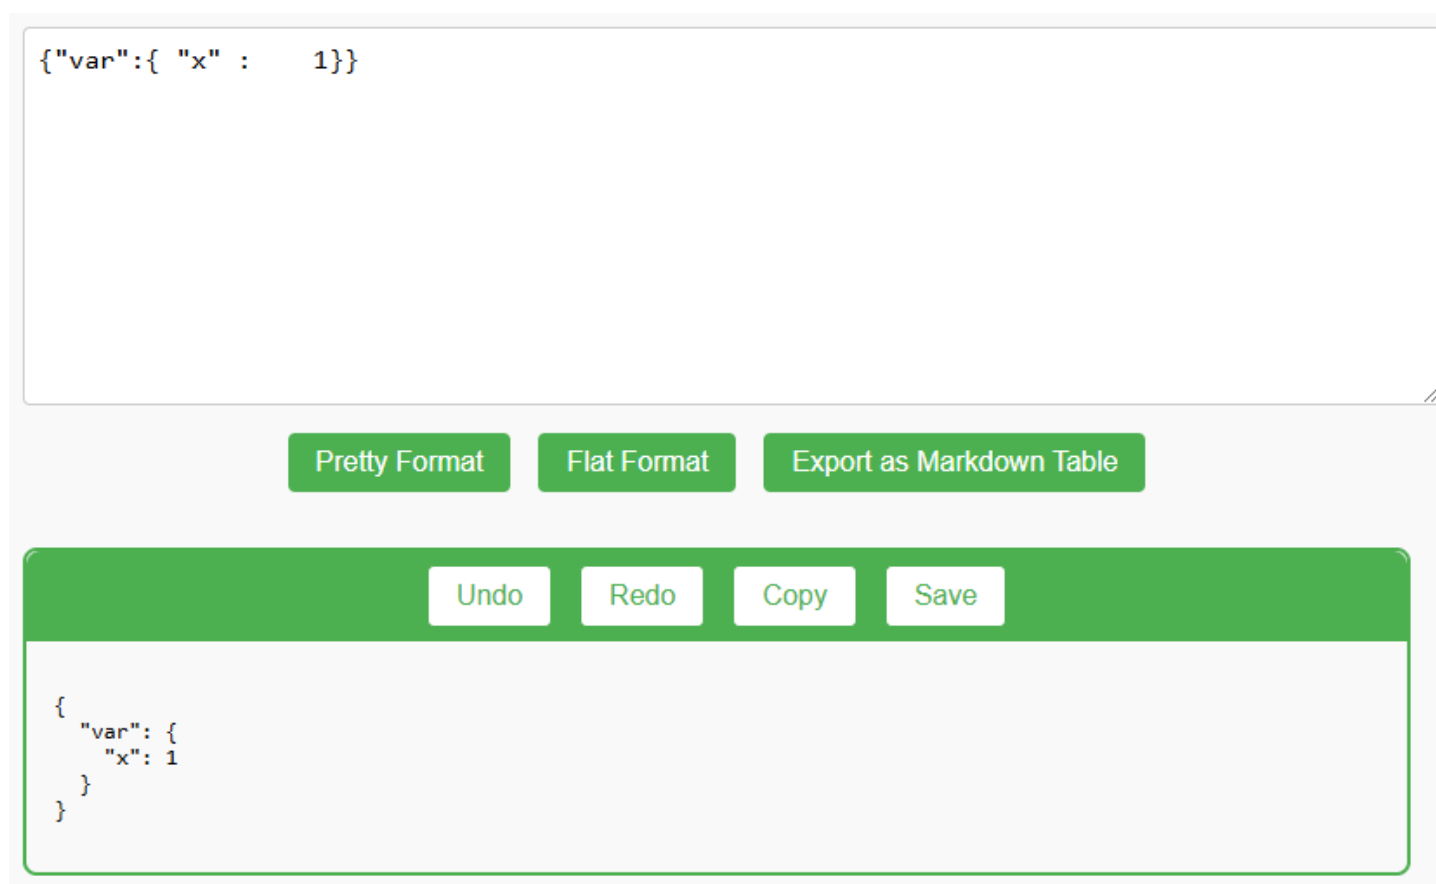 {"var":{ "x" :    1}}
Pretty Format Flat Format Export as Markdown Table
Undo Redo Copy Save
{
  "var": {
    "x": 1
  }
}